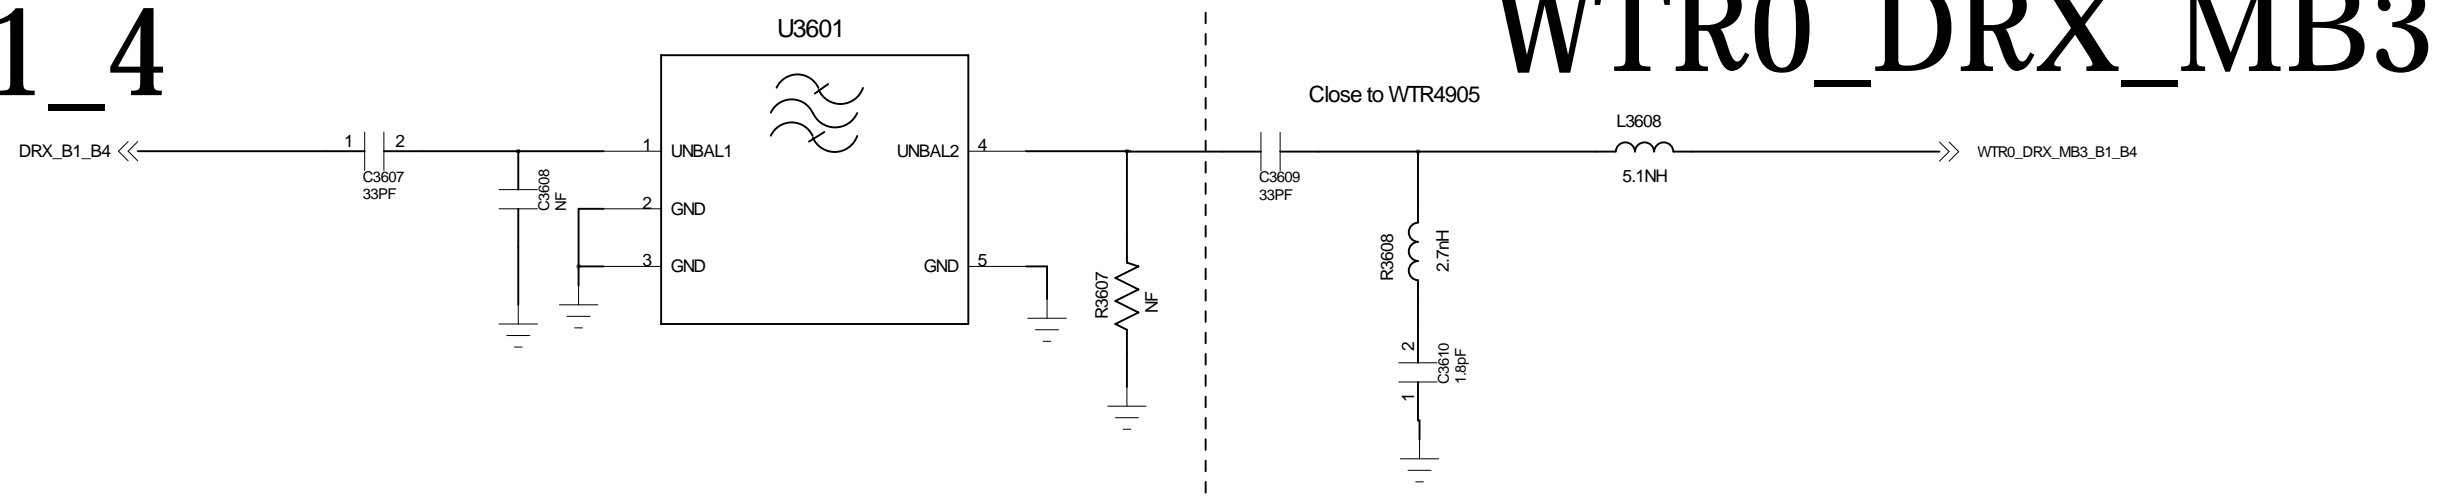 1_4
WTR0_DRX_MB3
U3601
Close to WTR4905
DRX_B1_B4
1
2
C3607
33PF
C3608
NF
1
UNBAL1
2
GND
3
GND
UNBAL2
4
GND
5
R3607
NF
C3609
33PF
L3608
5.1NH
WTR0_DRX_MB3_B1_B4
R3608
2.7nH
2
C3610
1.8pF
1